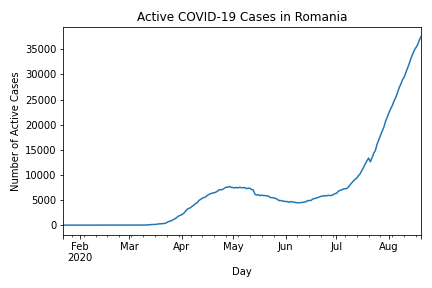 Active COVID-19 Cases in Romania
Number of Active Cases
35000
30000
25000
20000
15000
10000
5000
0
Feb Mar Apr May Jun Jul Aug
2020
Day